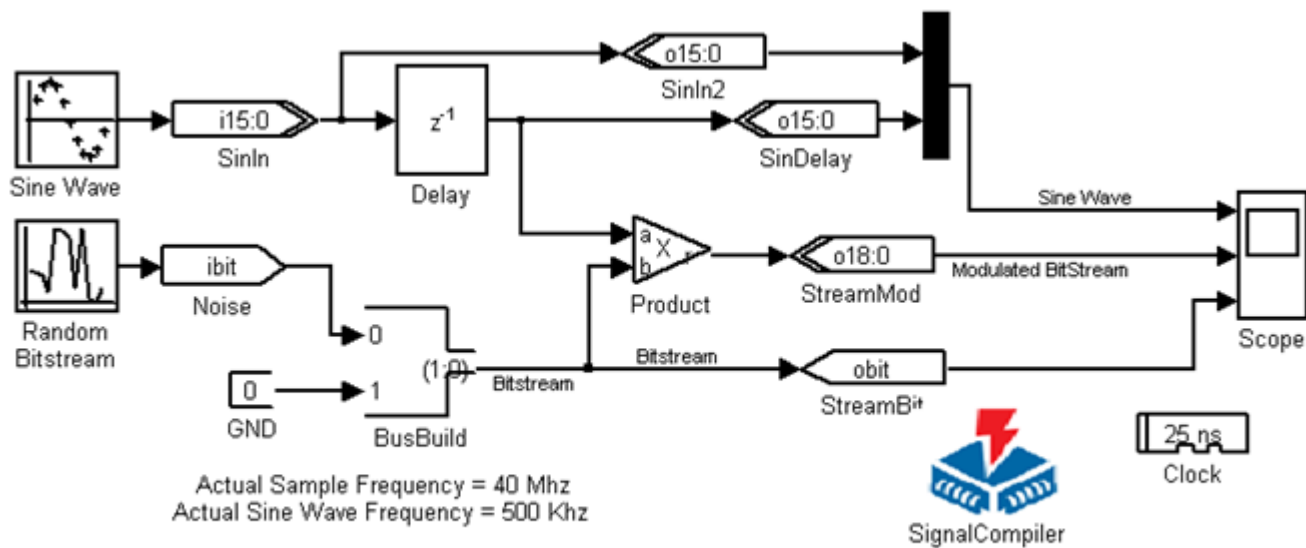 o15:0
SinIn2
i15:0
SinIn
z-1
Delay
o15:0
SinDelay
Sine Wave
Sine Wave
a
b
X
r
Product
o18:0
StreamMod
Modulated BitStream
ibit
Noise
Random
Bitstream
0
1
(1:0)
BusBuild
0
GND
Bitstream
Bitstream
obit
StreamBit
Scope
25 ns
Clock
SignalCompiler
Actual Sample Frequency = 40 Mhz
Actual Sine Wave Frequency = 500 Khz